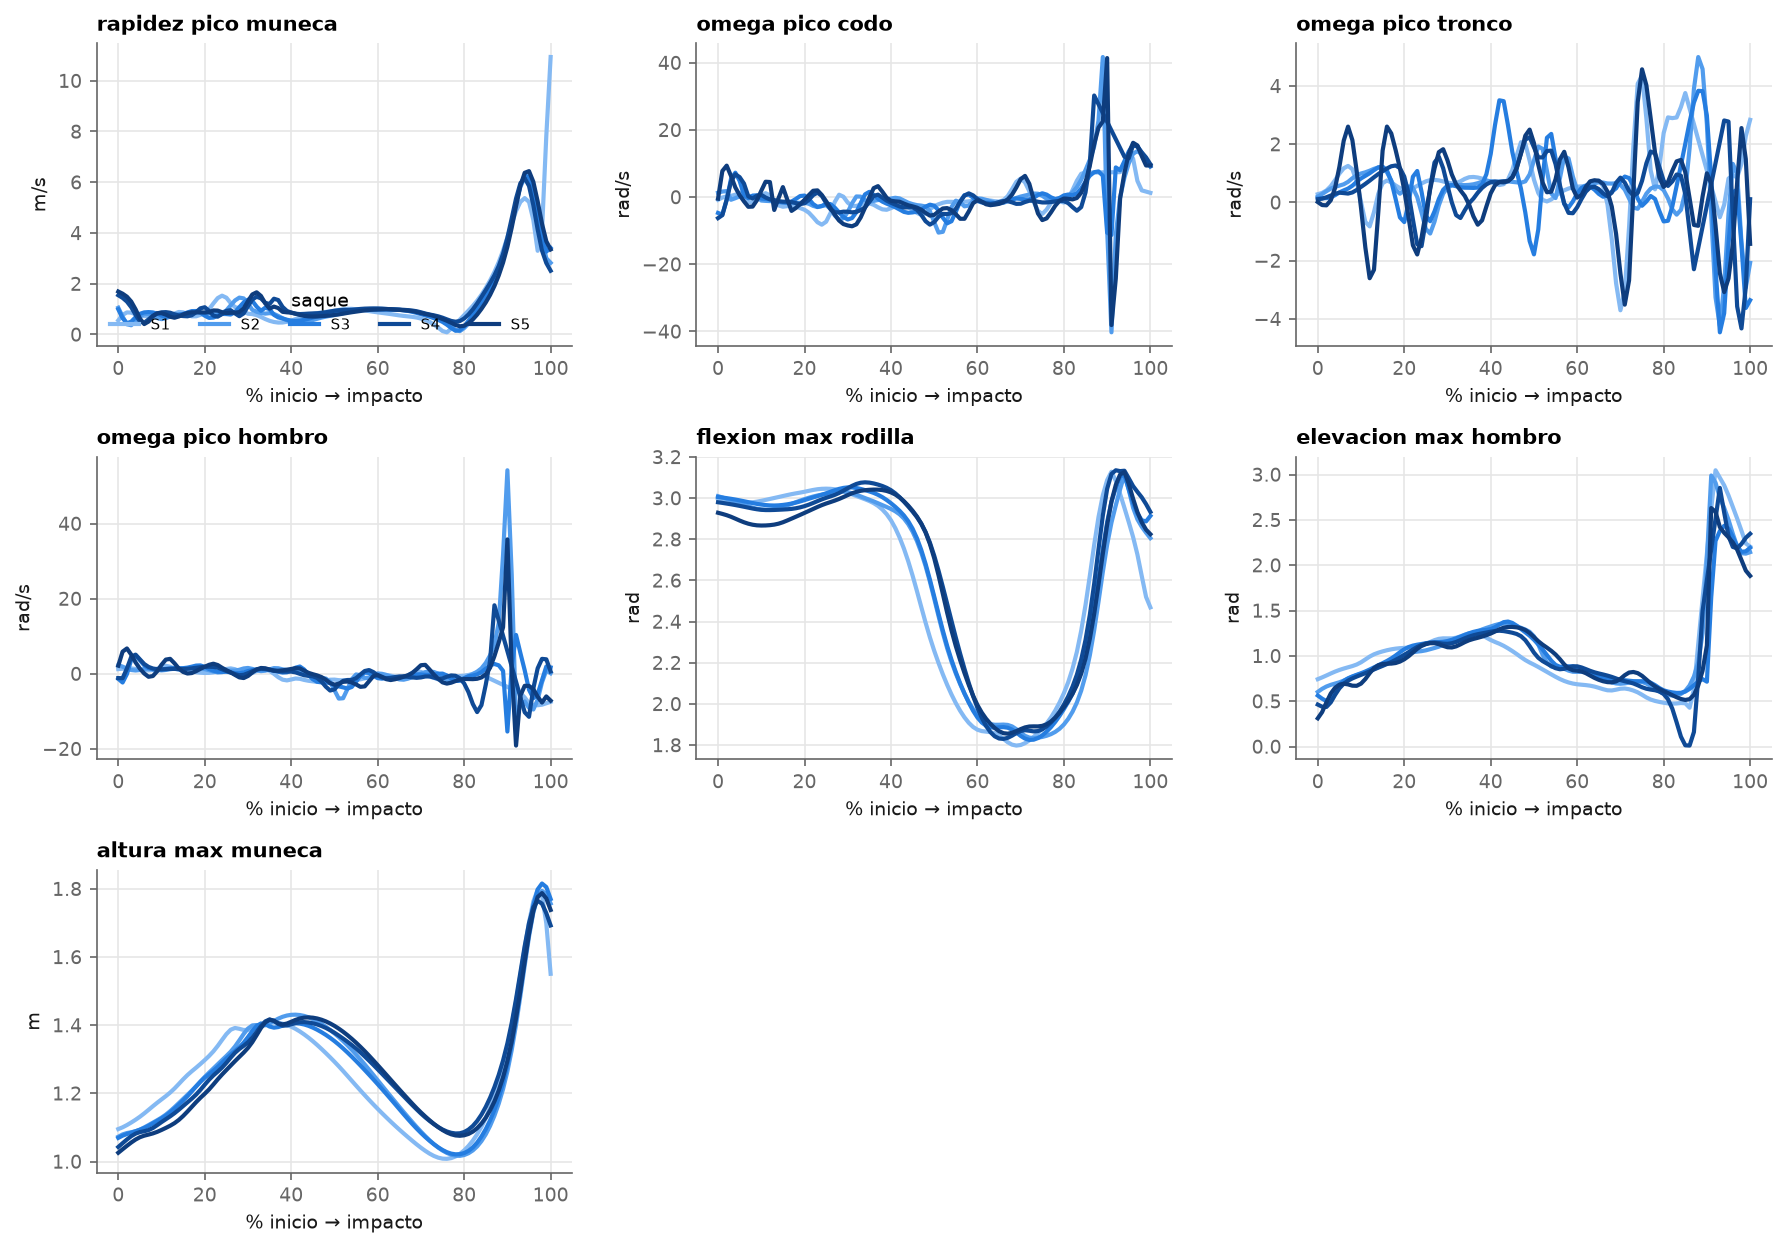 rapidez pico muneca
10
8
6
4
2
0
m/s
saque
S1 S2 S3 S4 S5
0 20 40 60 80 100
% inicio → impacto
omega pico codo
40
20
0
−20
−40
rad/s
0 20 40 60 80 100
% inicio → impacto
omega pico tronco
4
2
0
−2
−4
rad/s
0 20 40 60 80 100
% inicio → impacto
omega pico hombro
40
20
0
−20
rad/s
0 20 40 60 80 100
% inicio → impacto
flexion max rodilla
3.2
3.0
2.8
2.6
2.4
2.2
2.0
1.8
rad
0 20 40 60 80 100
% inicio → impacto
elevacion max hombro
3.0
2.5
2.0
1.5
1.0
0.5
0.0
rad
0 20 40 60 80 100
% inicio → impacto
altura max muneca
1.8
1.6
1.4
1.2
1.0
m
0 20 40 60 80 100
% inicio → impacto